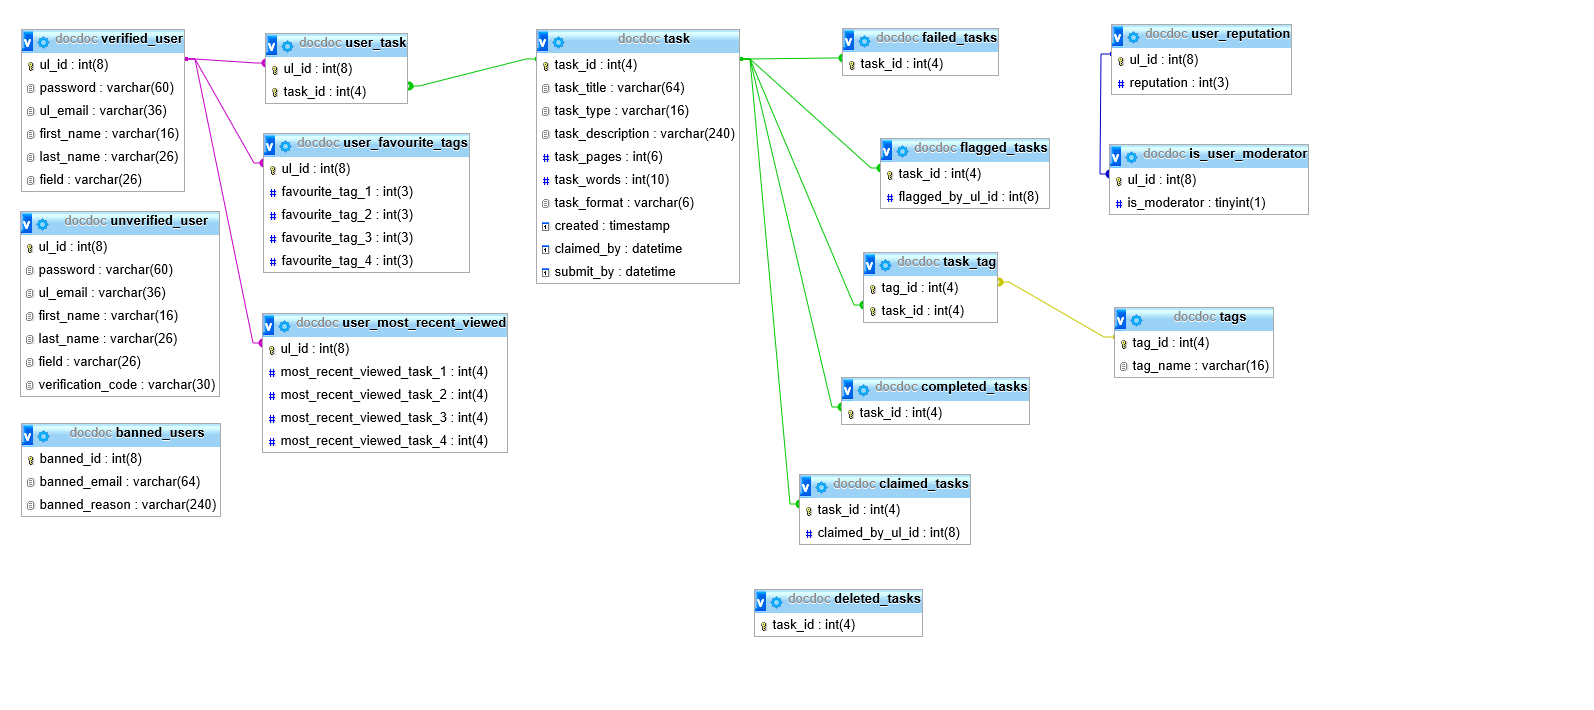 docdoc verified_user
ul_id : int(8)
password : varchar(60)
ul_email : varchar(36)
first_name : varchar(16)
last_name : varchar(26)
field : varchar(26)
docdoc unverified_user
ul_id : int(8)
password : varchar(60)
ul_email : varchar(36)
first_name : varchar(16)
last_name : varchar(26)
field : varchar(26)
verification_code : varchar(30)
docdoc banned_users
banned_id : int(8)
banned_email : varchar(64)
banned_reason : varchar(240)
docdoc user_task
ul_id : int(8)
task_id : int(4)
docdoc user_favourite_tags
ul_id : int(8)
favourite_tag_1 : int(3)
favourite_tag_2 : int(3)
favourite_tag_3 : int(3)
favourite_tag_4 : int(3)
docdoc user_most_recent_viewed
ul_id : int(8)
most_recent_viewed_task_1 : int(4)
most_recent_viewed_task_2 : int(4)
most_recent_viewed_task_3 : int(4)
most_recent_viewed_task_4 : int(4)
docdoc task
task_id : int(4)
task_title : varchar(64)
task_type : varchar(16)
task_description : varchar(240)
task_pages : int(6)
task_words : int(10)
task_format : varchar(6)
created : timestamp
claimed_by : datetime
submit_by : datetime
docdoc failed_tasks
task_id : int(4)
docdoc flagged_tasks
task_id : int(4)
flagged_by_ul_id : int(8)
docdoc task_tag
tag_id : int(4)
task_id : int(4)
docdoc completed_tasks
task_id : int(4)
docdoc claimed_tasks
task_id : int(4)
claimed_by_ul_id : int(8)
docdoc deleted_tasks
task_id : int(4)
docdoc user_reputation
ul_id : int(8)
reputation : int(3)
docdoc is_user_moderator
ul_id : int(8)
is_moderator : tinyint(1)
docdoc tags
tag_id : int(4)
tag_name : varchar(16)